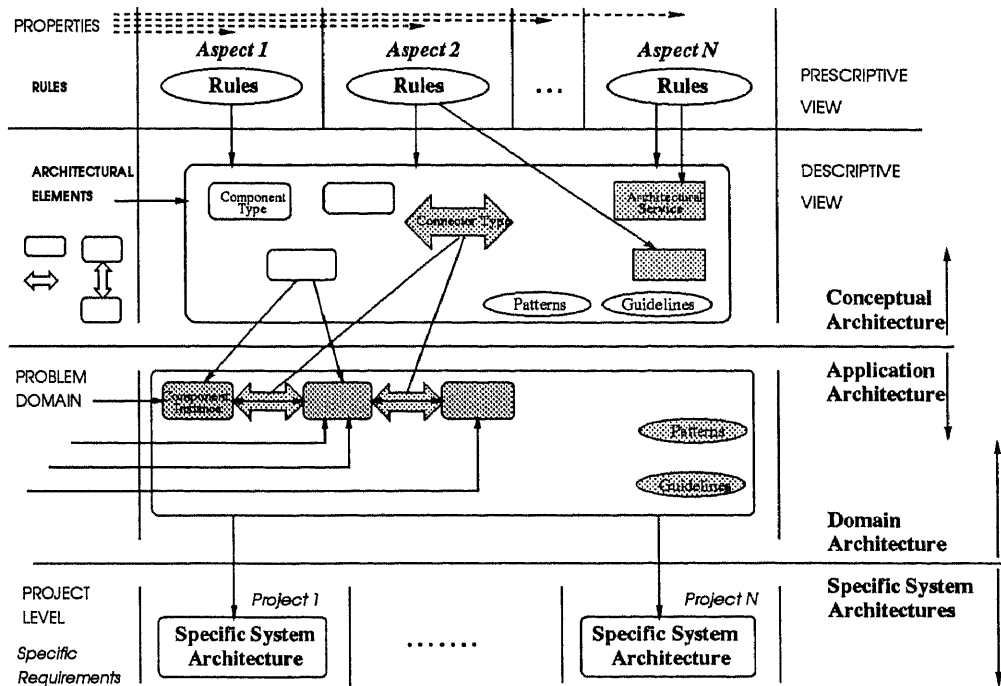 PROPERTIES
Aspect 1
Aspect 2
Aspect N
RULES
Rules
Rules
...
Rules
PRESCRIPTIVE
VIEW
ARCHITECTURAL
ELEMENTS
DESCRIPTIVE
VIEW
Component
Type
Connector Type
Architectural
Service
Patterns
Guidelines
Conceptual
Architecture
PROBLEM
DOMAIN
Application
Architecture
Component
Instance
Patterns
Guidelines
Domain
Architecture
PROJECT
LEVEL
Specific
Requirements
Project 1
Specific System
Architecture
.......
Project N
Specific System
Architecture
Specific System
Architectures